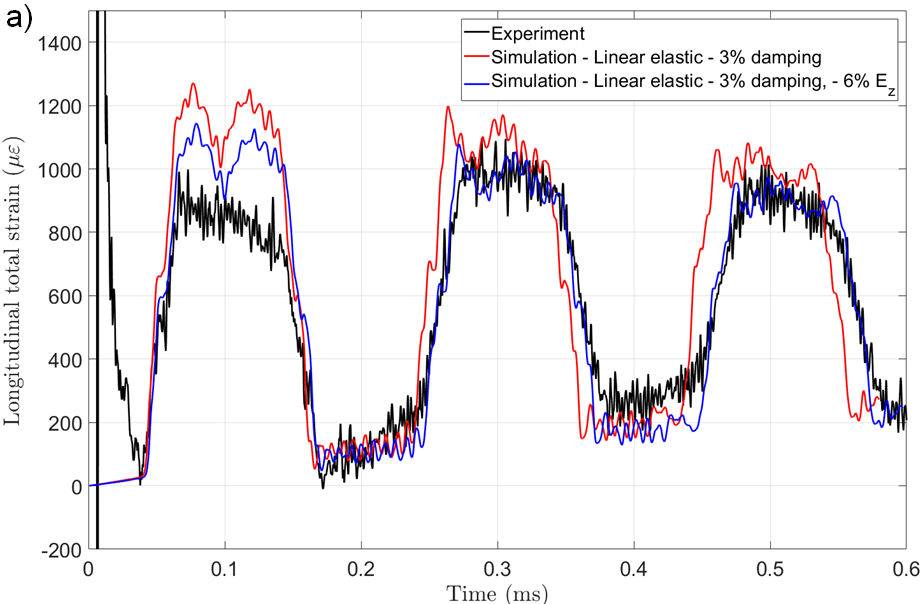 a)
Experiment
Simulation - Linear elastic - 3% damping
Simulation - Linear elastic - 3% damping, - 6% E_z
1400
1200
1000
800
600
400
200
0
-200
Longitudinal total strain (με)
0
0.1
0.2
0.3
0.4
0.5
0.6
Time (ms)